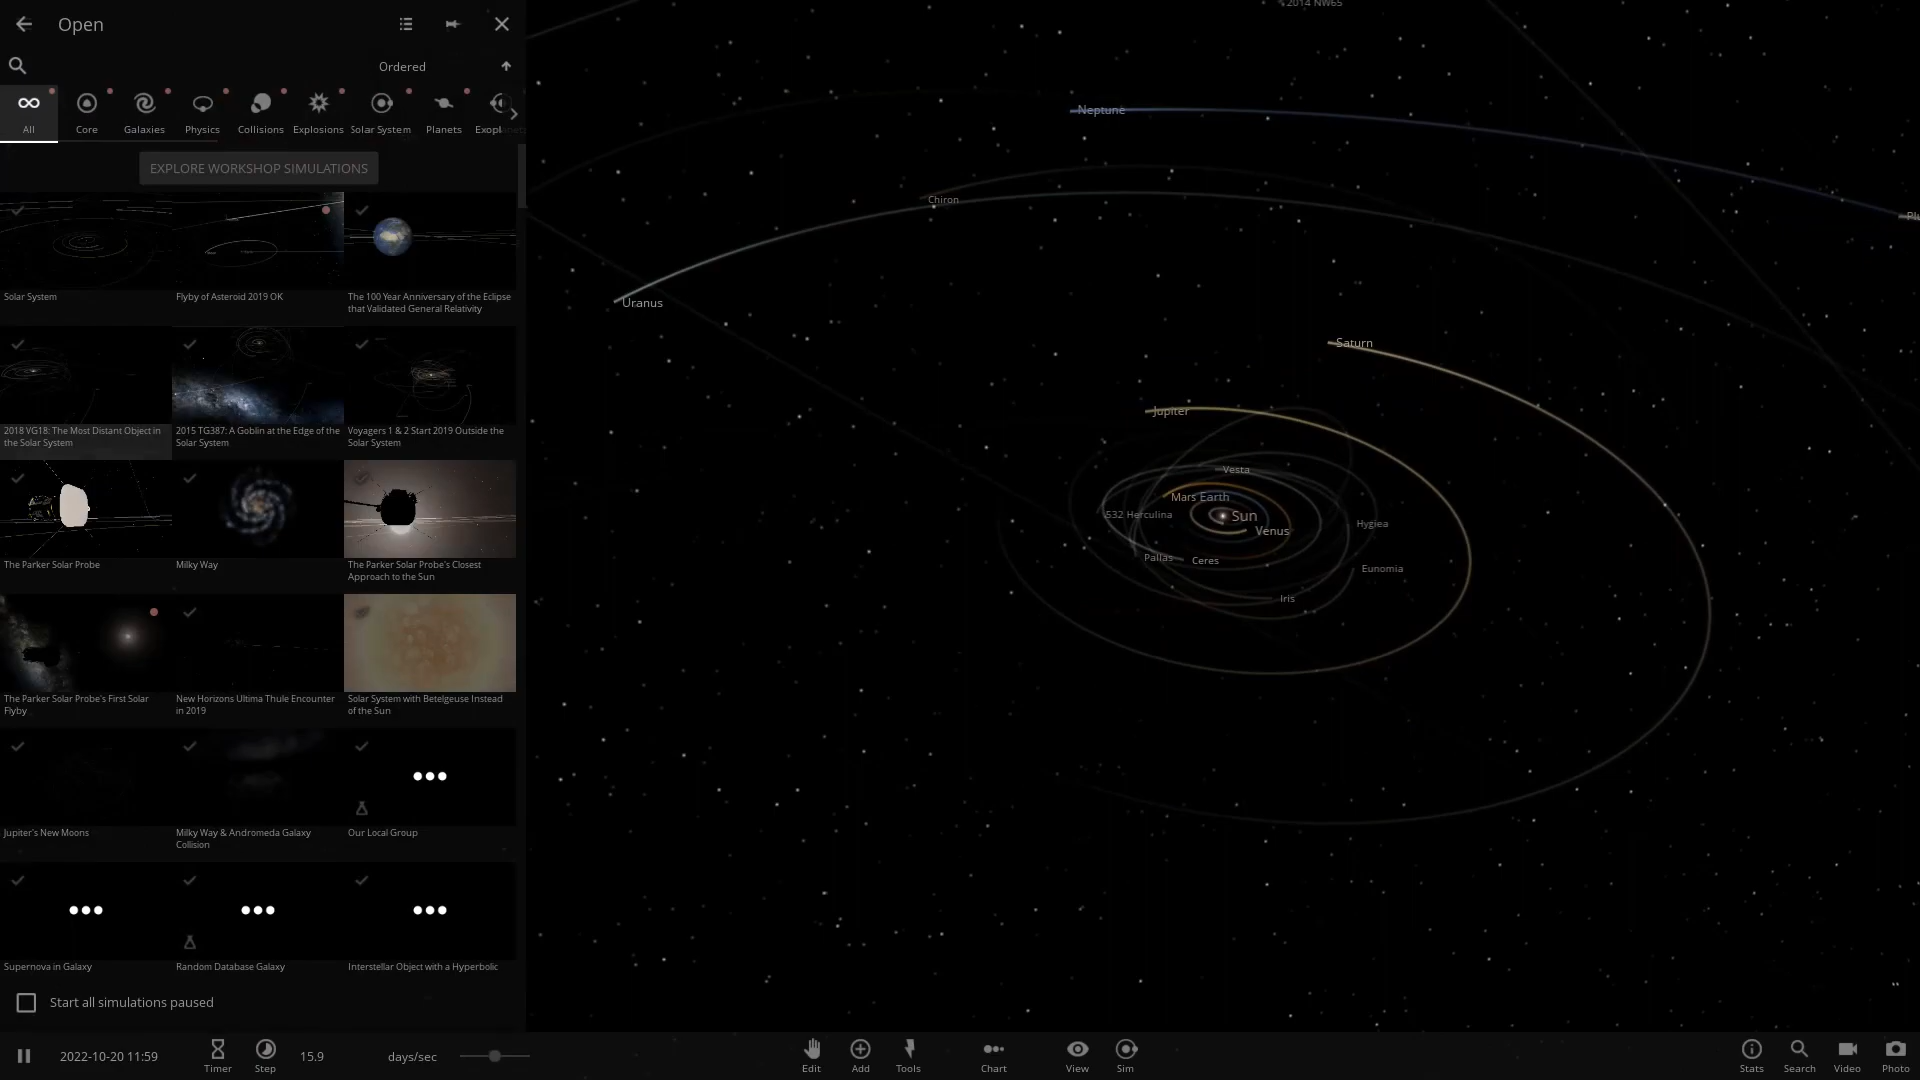 Open
Ordered
All
Core
Galaxies
Physics
Collisions
Explosions
Solar System
Planets
EXPLORE WORKSHOP SIMULATIONS
Solar System
Flyby of Asteroid 2019 OK
The 100 Year Anniversary of the Eclipse
that Validated General Relativity
2018 VG18: The Most Distant Object in
the Solar System
2015 TG387: A Goblin at the Edge of the
Solar System
Voyagers 1 & 2 Start 2019 Outside the
Solar System
The Parker Solar Probe
Milky Way
The Parker Solar Probe's Closest
Approach to the Sun
The Parker Solar Probe's First Solar
Flyby
New Horizons Ultima Thule Encounter
in 2019
Solar System with Betelgeuse Instead
of the Sun
Jupiter's New Moons
Milky Way & Andromeda Galaxy
Collision
Our Local Group
Supernova in Galaxy
Random Database Galaxy
Interstellar Object with a Hyperbolic
Start all simulations paused
2014 NW65
Neptune
Chiron
Uranus
Saturn
Jupiter
Vesta
Mars
Earth
532 Herculina
Sun
Venus
Hygiea
Pallas
Ceres
Eunomia
Iris
2022-10-20 11:59
Timer
Step
15.9
days/sec
Edit
Add
Tools
Chart
View
Sim
Stats
Search
Video
Photo